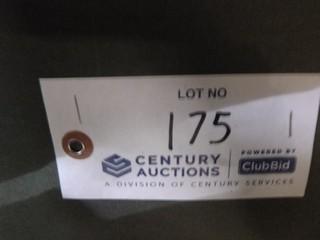 LOT NO
175
CENTURY AUCTIONS
POWERED BY
ClubBid
A DIVISION OF CENTURY SERVICES